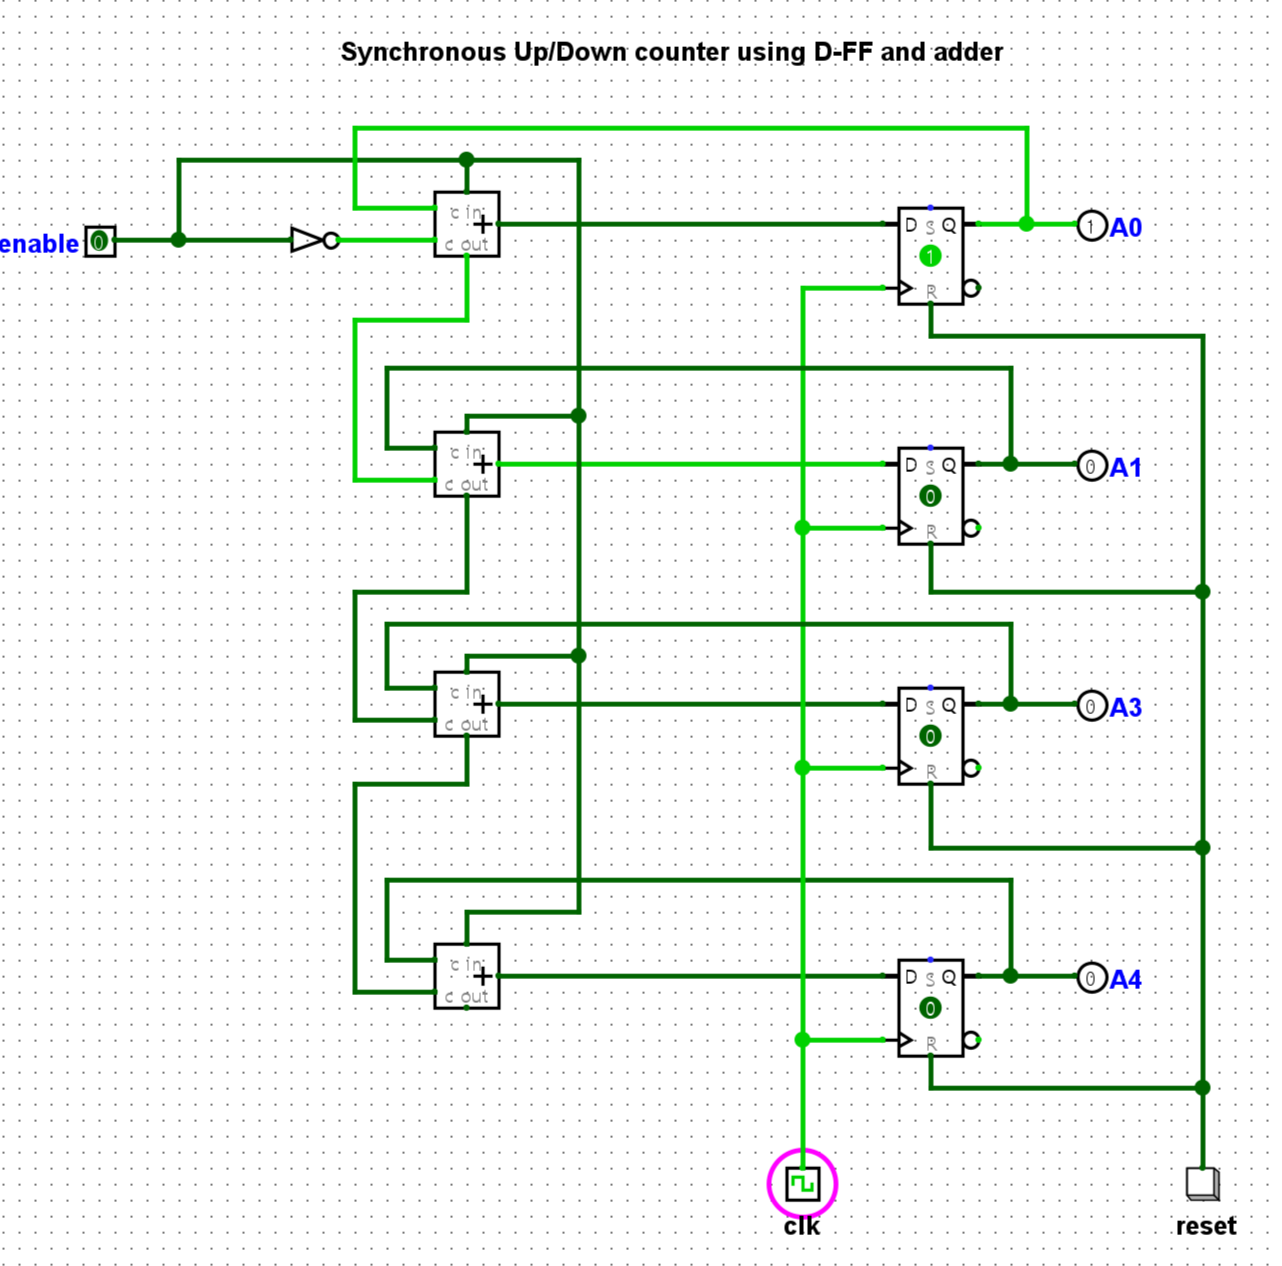 Synchronous Up/Down counter using D-FF and adder
enable 0
c in
+
c out
D S Q
1
R
1 A0
c in
+
c out
D S Q
0
R
0 A1
c in
+
c out
D S Q
0
R
0 A3
c in
+
c out
D S Q
0
R
0 A4
clk
reset